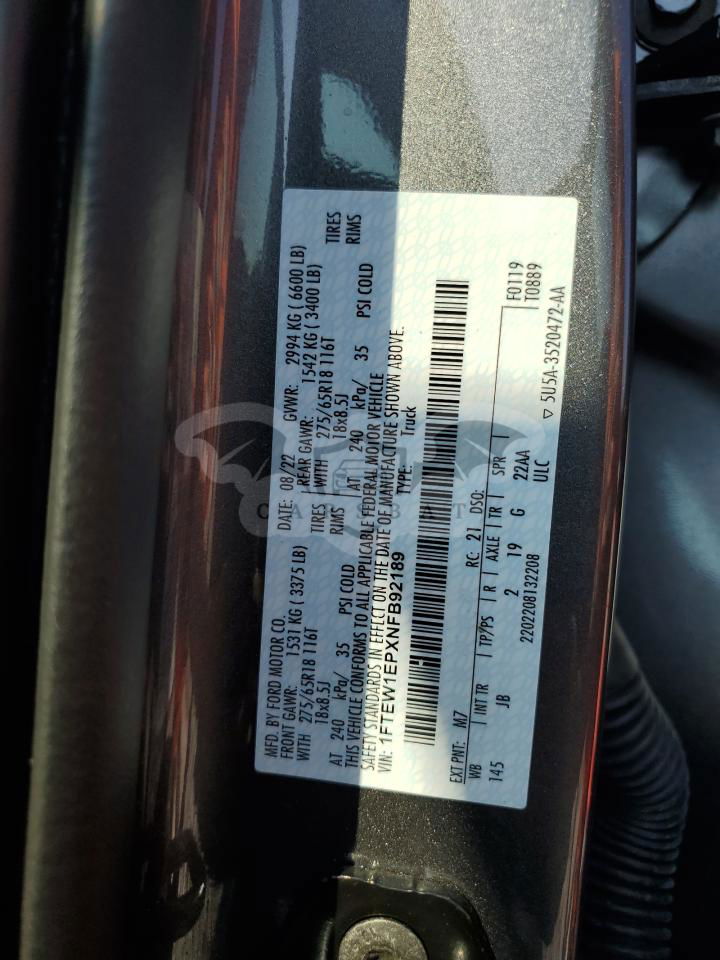 MFD. BY FORD MOTOR CO.
DATE: 08/22
GVWR: 2994 KG ( 6600 LB)
FRONT GAWR: 1531 KG ( 3375 LB)
REAR GAWR: 1542 KG ( 3400 LB)
WITH 275/65R18 116T TIRES
WITH 275/65R18 116T TIRES
18x8.5J RIMS
18x8.5J RIMS
AT 240 kPa/ 35 PSI COLD
AT 240 kPa/ 35 PSI COLD
THIS VEHICLE CONFORMS TO ALL APPLICABLE FEDERAL MOTOR VEHICLE
SAFETY STANDARDS IN EFFECT ON THE DATE OF MANUFACTURE SHOWN ABOVE.
VIN: 1FTEW1EPXNFB92189
TYPE: Truck
EXT PNT: M7 RC: 21 DSO: F0119
T0889
WB INT TR TP/PS R AXLE TR SPR
145 JB 2 19 G 22AA
2202208132208 ULC
▽ 5U5A-3520472-AA
CARSBAT